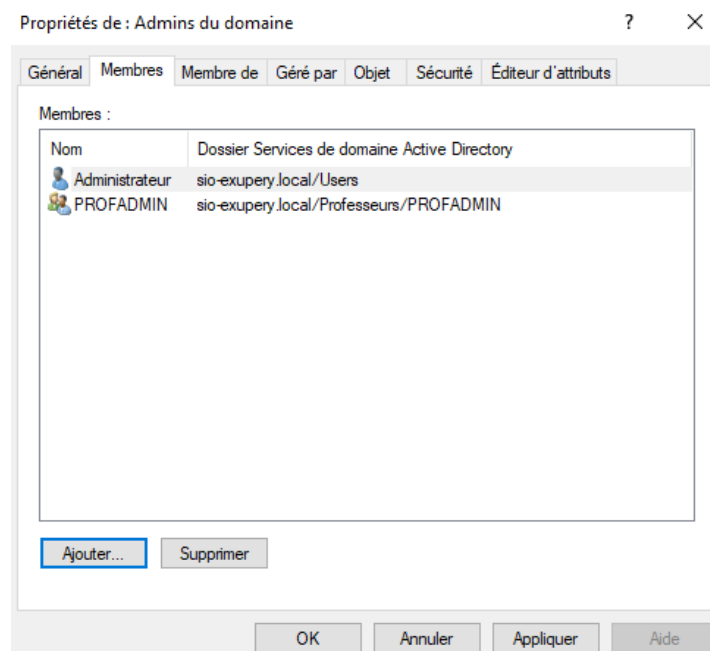 Propriétés de : Admins du domaine ? ×
Général Membres Membre de Géré par Objet Sécurité Éditeur d'attributs
Membres :
Nom Dossier Services de domaine Active Directory
Administrateur sio-exupery.local/Users
PROFADMIN sio-exupery.local/Professeurs/PROFADMIN
Ajouter... Supprimer
OK Annuler Appliquer Aide